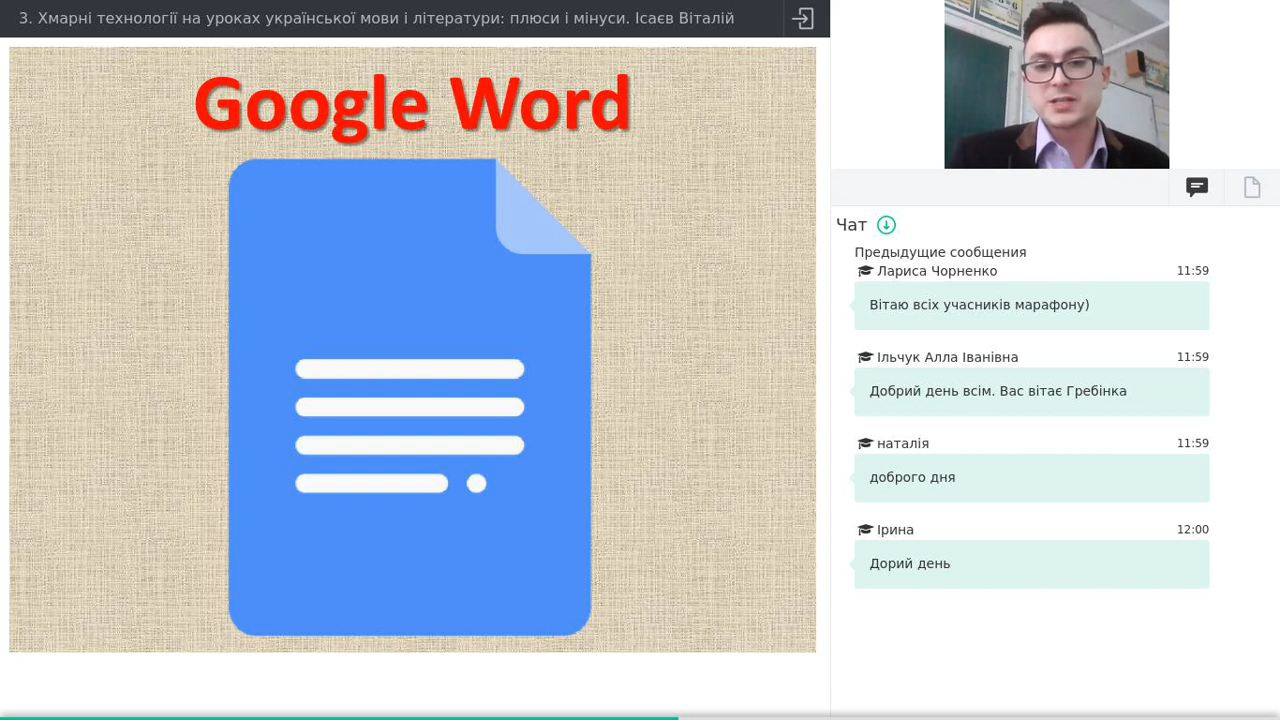 3. Хмарні технології на уроках української мови і літератури: плюси і мінуси. Ісаєв Віталій
Google Word
Чат
Предыдущие сообщения
Лариса Чорненко 11:59
Вітаю всіх учасників марафону)
Ільчук Алла Іванівна 11:59
Добрий день всім. Вас вітає Гребінка
наталія 11:59
доброго дня
Ірина 12:00
Дорий день